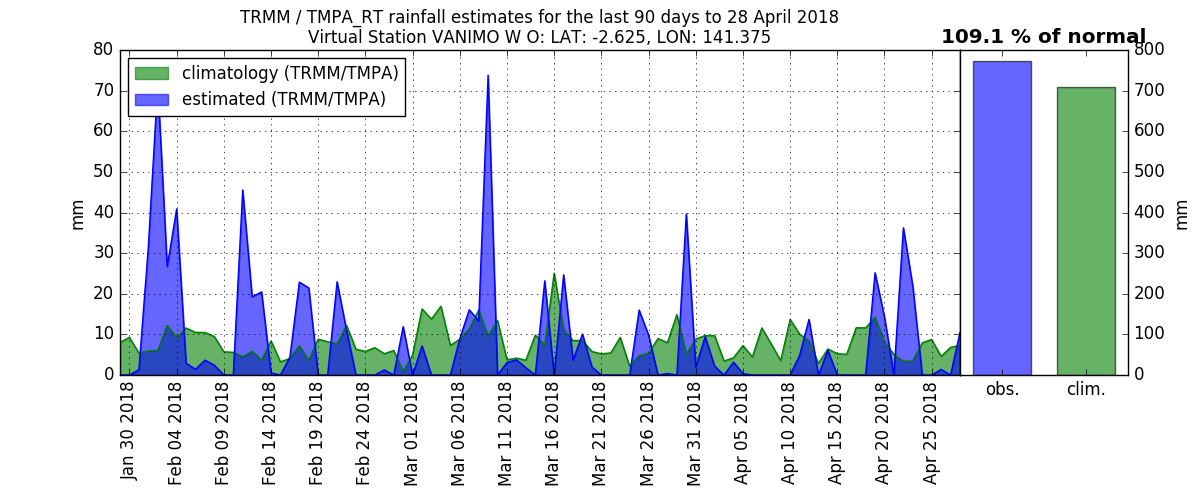 TRMM / TMPA_RT rainfall estimates for the last 90 days to 28 April 2018
Virtual Station VANIMO W O: LAT: -2.625, LON: 141.375
109.1 % of normal
climatology (TRMM/TMPA)
estimated (TRMM/TMPA)
mm
80
70
60
50
40
30
20
10
0
Jan 30 2018
Feb 04 2018
Feb 09 2018
Feb 14 2018
Feb 19 2018
Feb 24 2018
Mar 01 2018
Mar 06 2018
Mar 11 2018
Mar 16 2018
Mar 21 2018
Mar 26 2018
Mar 31 2018
Apr 05 2018
Apr 10 2018
Apr 15 2018
Apr 20 2018
Apr 25 2018
obs.
clim.
800
700
600
500
400
300
200
100
0
mm